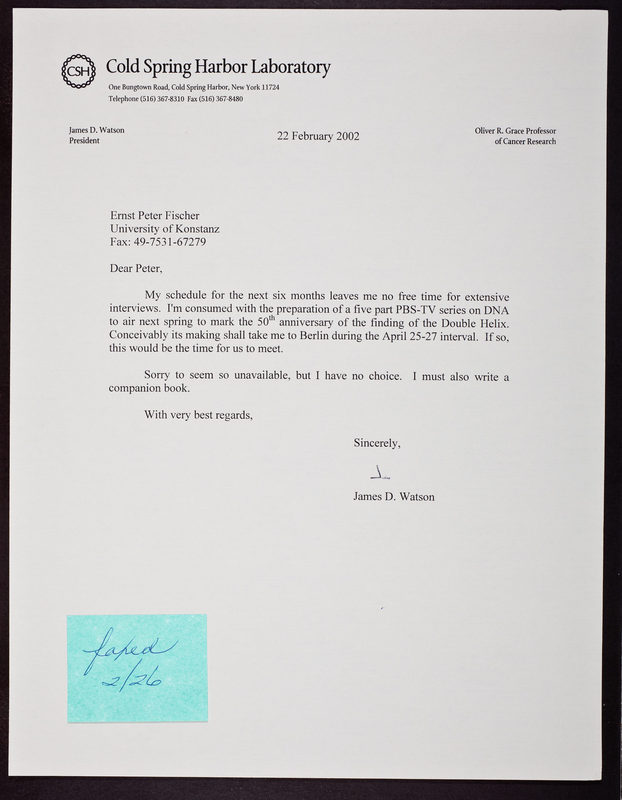 CSH
Cold Spring Harbor Laboratory
One Bungtown Road, Cold Spring Harbor, New York 11724
Telephone (516) 367-8310 Fax (516) 367-8480
James D. Watson
President
22 February 2002
Oliver R. Grace Professor
of Cancer Research
Ernst Peter Fischer
University of Konstanz
Fax: 49-7531-67279
Dear Peter,
My schedule for the next six months leaves me no free time for extensive
interviews. I'm consumed with the preparation of a five part PBS-TV series on DNA
to air next spring to mark the 50th anniversary of the finding of the Double Helix.
Conceivably its making shall take me to Berlin during the April 25-27 interval. If so,
this would be the time for us to meet.
Sorry to seem so unavailable, but I have no choice. I must also write a
companion book.
With very best regards,
Sincerely,
J
James D. Watson
faxed
2/26